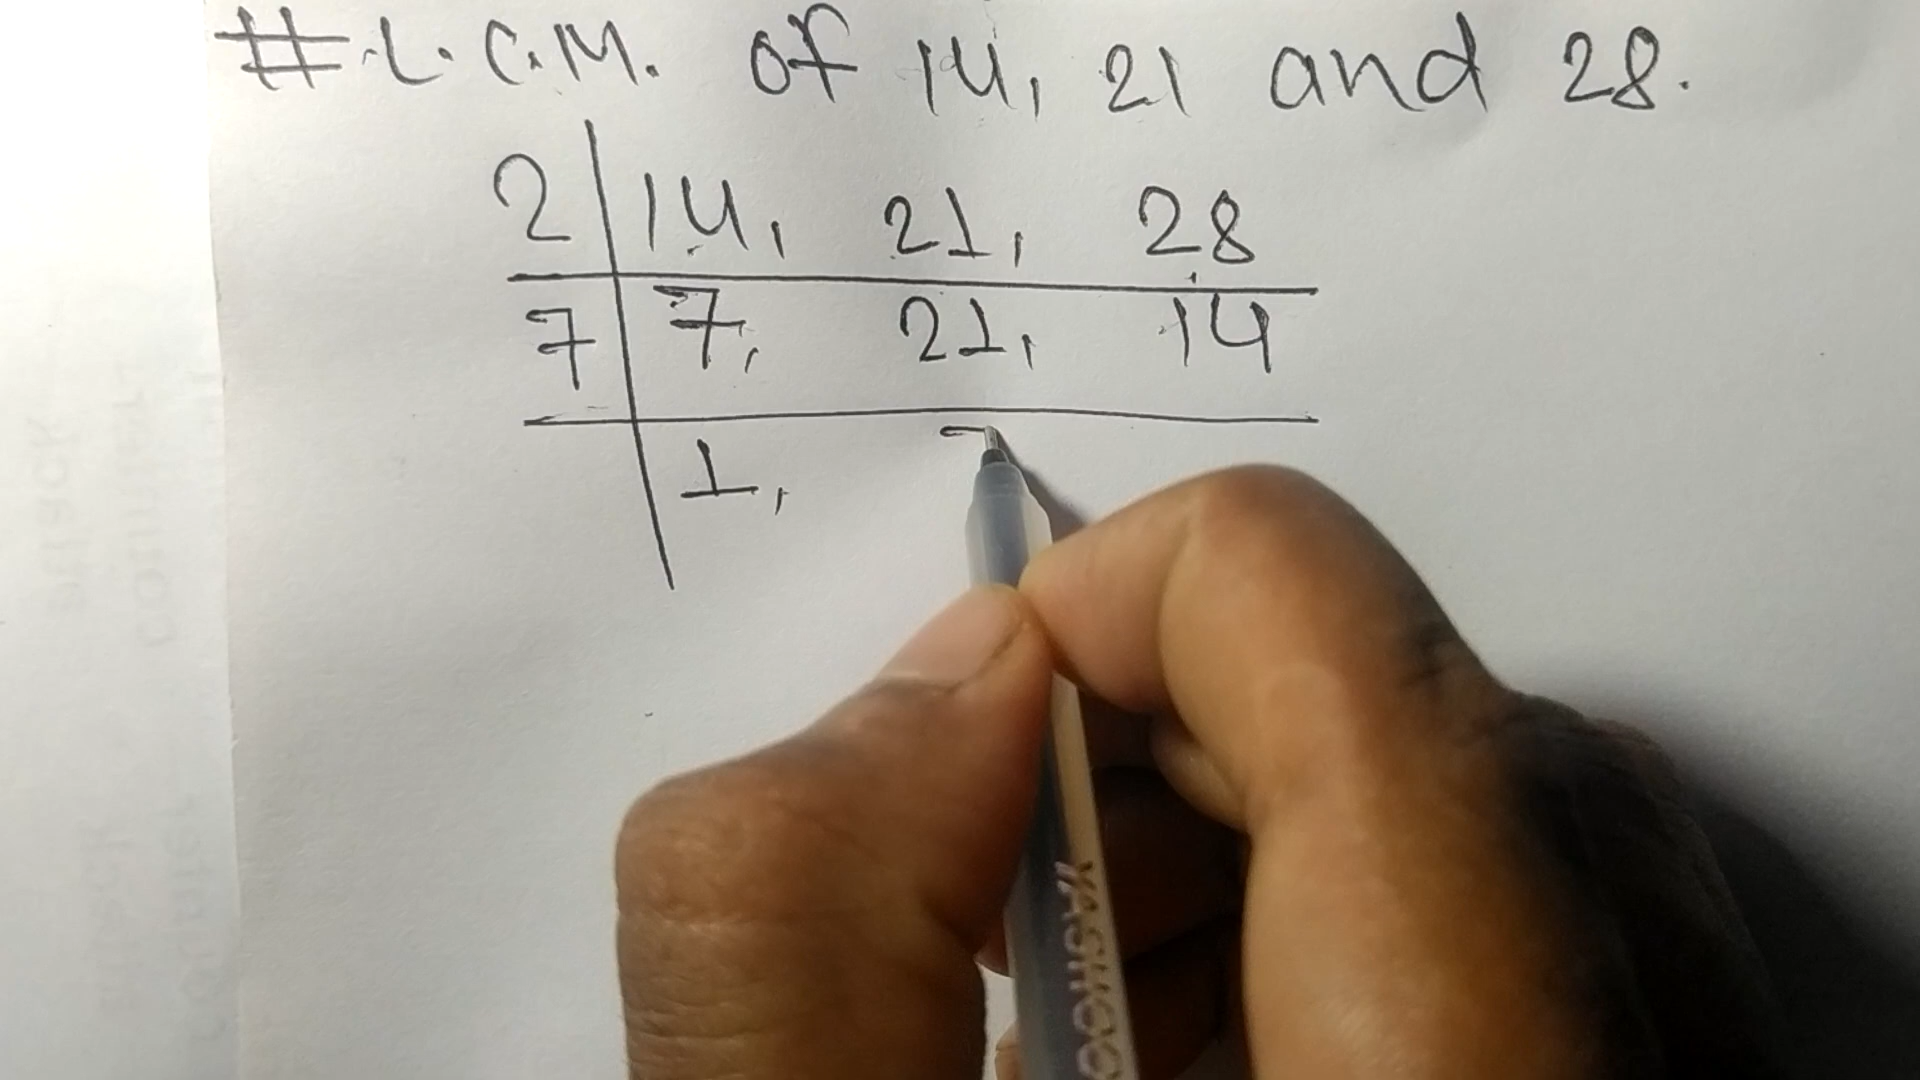 # L.C.M. of 14, 21 and 28.
2 | 14, 21, 28
7 | 7, 21, 14
1,